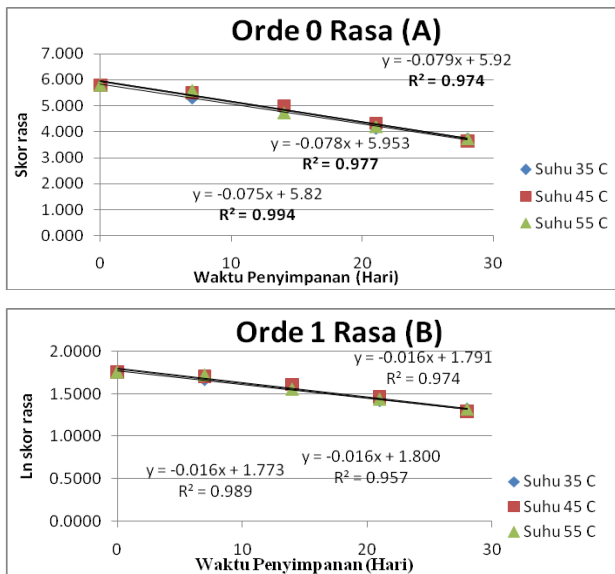 Orde 0 Rasa (A)
7.000
6.000
5.000
4.000
3.000
2.000
1.000
0.000
Skor rasa
y = -0.079x + 5.92
R² = 0.974
y = -0.078x + 5.953
R² = 0.977
y = -0.075x + 5.82
R² = 0.994
Suhu 35 C
Suhu 45 C
Suhu 55 C
0
10
20
30
Waktu Penyimpanan (Hari)
Orde 1 Rasa (B)
2.0000
1.5000
1.0000
0.5000
0.0000
Ln skor rasa
y = -0.016x + 1.791
R² = 0.974
y = -0.016x + 1.800
R² = 0.957
y = -0.016x + 1.773
R² = 0.989
Suhu 35 C
Suhu 45 C
Suhu 55 C
0
10
20
30
Waktu Penyimpanan (Hari)